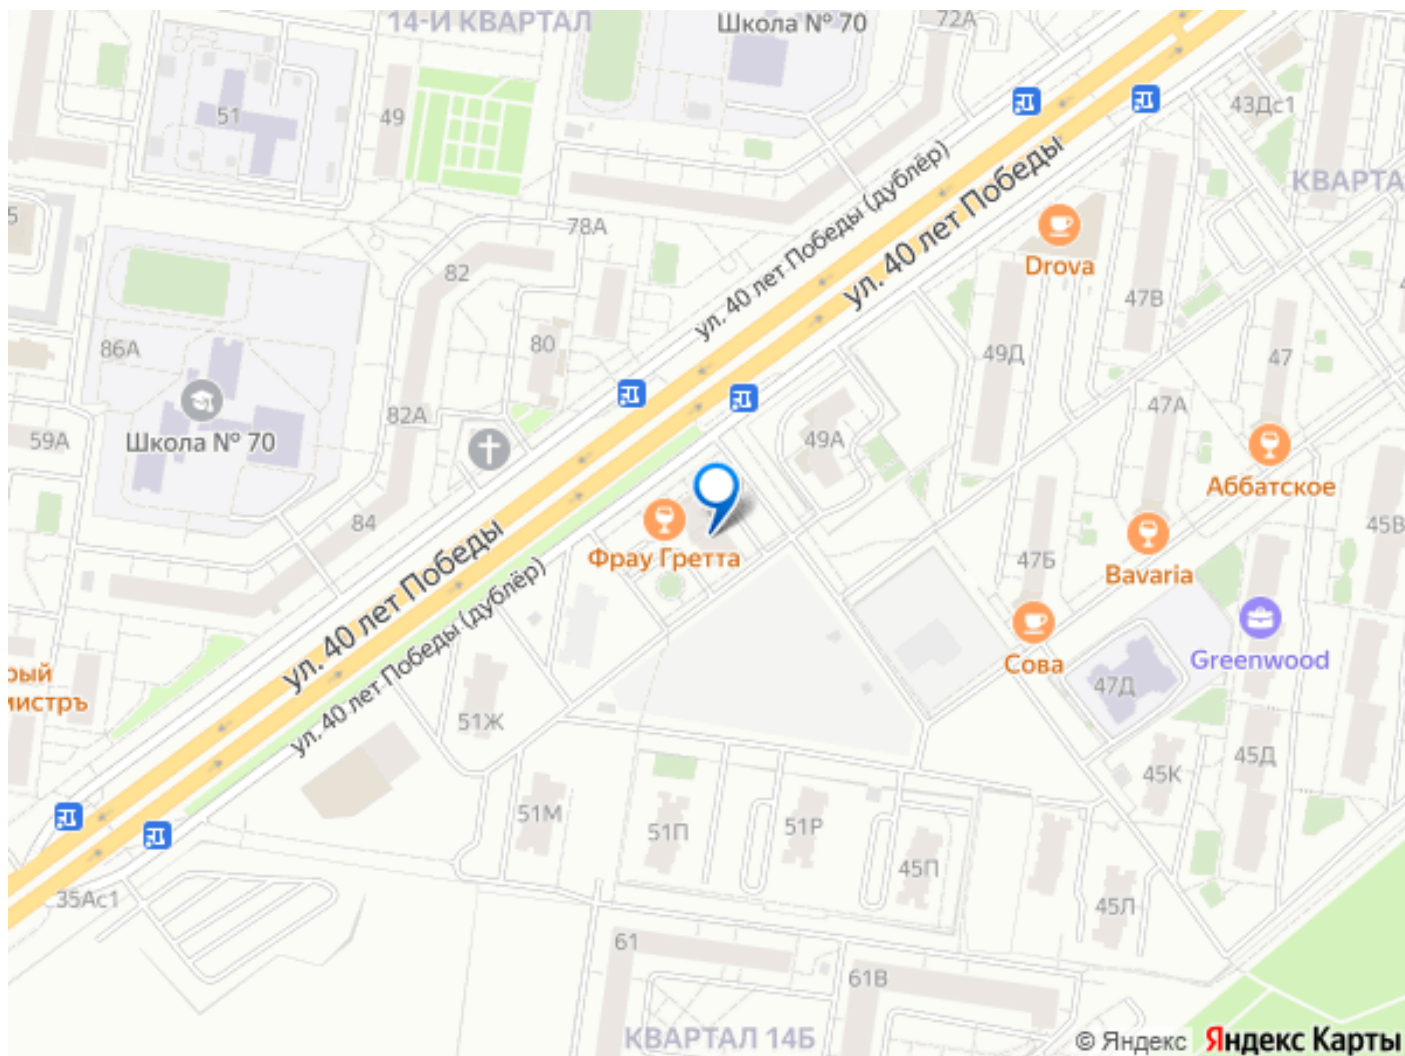 14-Й КВАРТАЛ
Школа № 70
72А
51
49
43Дс1
КВАРТА
ул. 40 лет Победы (дублёр)
ул. 40 лет Победы
5
78А
82
Drova
47В
86А
80
49Д
47
Школа № 70
59А
82А
49А
47А
Аббатское
84
45В
Фрау Гретта
47Б
Bavaria
ул. 40 лет Победы
ул. 40 лет Победы (дублёр)
Сова
Greenwood
рый
мистръ
47Д
51Ж
45Д
45К
51М
51П
51Р
45П
35Ас1
45Л
61
61В
КВАРТАЛ 14Б
© Яндекс Яндекс Карты